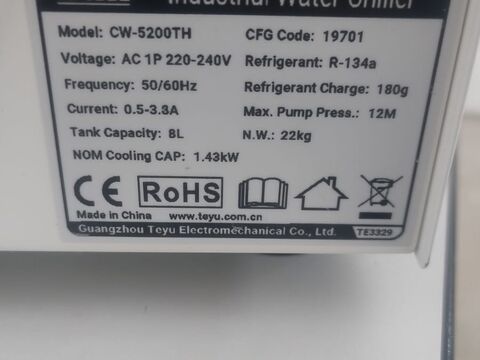 Industrial Water Chiller
Model: CW-5200TH
CFG Code: 19701
Voltage: AC 1P 220-240V
Refrigerant: R-134a
Frequency: 50/60Hz
Refrigerant Charge: 180g
Current: 0.5-3.3A
Max. Pump Press.: 12M
Tank Capacity: 8L
N.W.: 22kg
NOM Cooling CAP: 1.43kW
CE
RoHS
Made in China
www.teyu.com.cn
Guangzhou Teyu Electromechanical Co., Ltd.
TE3329